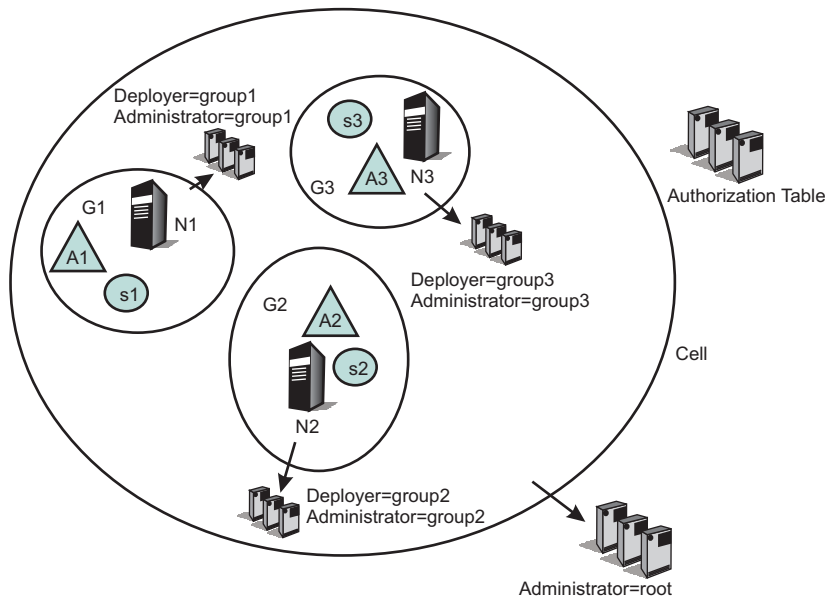 Deployer=group1
Administrator=group1
s3
A3
G3
N3
Authorization Table
G1
N1
A1
s1
Deployer=group3
Administrator=group3
G2
A2
s2
N2
Cell
Deployer=group2
Administrator=group2
Administrator=root